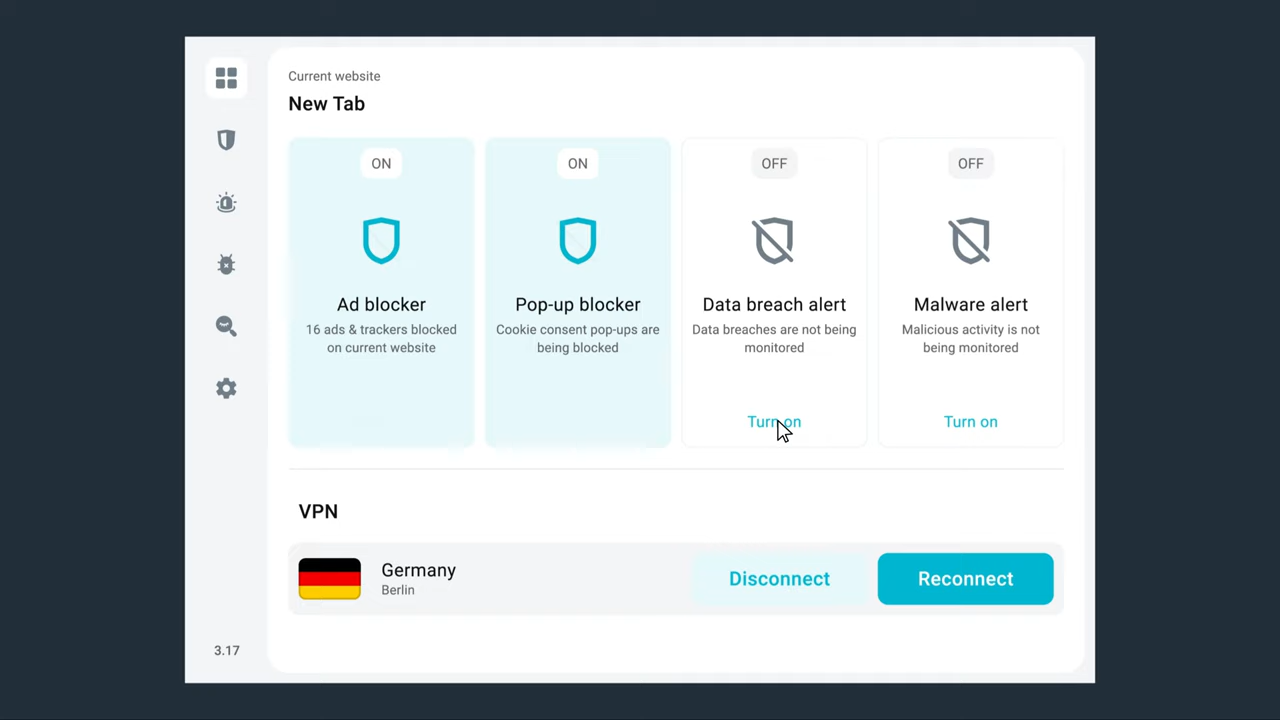 Current website
New Tab
ON
ON
OFF
OFF
Ad blocker
16 ads & trackers blocked
on current website
Pop-up blocker
Cookie consent pop-ups are
being blocked
Data breach alert
Data breaches are not being
monitored
Turn on
Malware alert
Malicious activity is not
being monitored
Turn on
VPN
Germany
Berlin
Disconnect
Reconnect
3.17